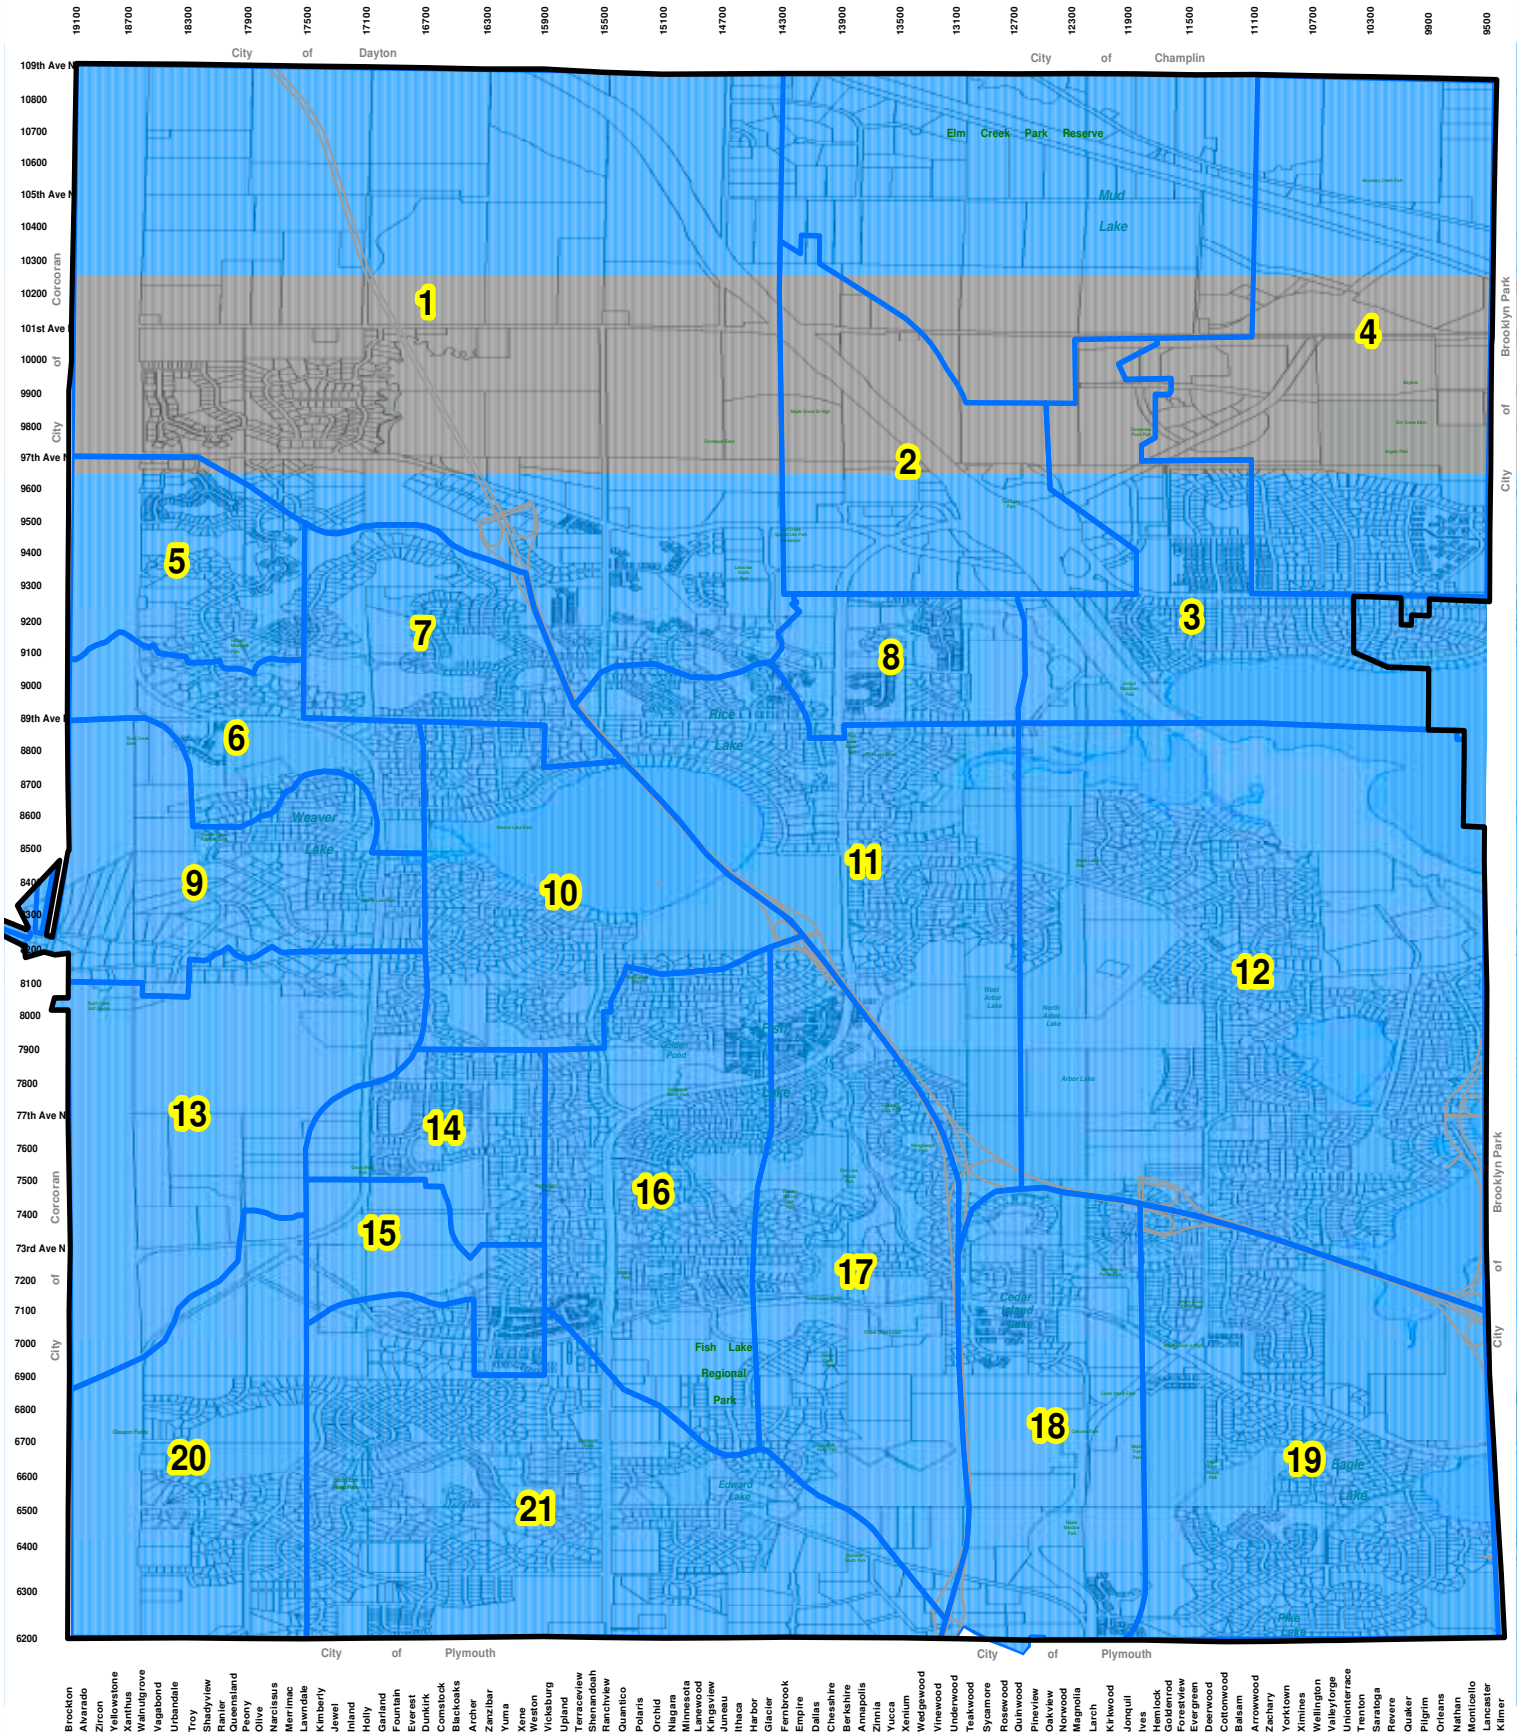 19100 18700 18300 17900 17500 17100 16700 16300 15900 15500 15100 14700 14300 13900 13500 13100 12700 12300 11900 11500 11100 10700 10300 9900 9500
City of Dayton
City of Champlin
109th Ave N
10800
10700
Elm Creek Park Reserve
10600
105th Ave N
Mud
Lake
10400
10300
City of Corcoran
City of Brooklyn Park
10200
1
101st Ave
4
10000
9900
9800
97th Ave N
2
9600
9500
9400
5
9300
9200
3
7
9100
8
9000
89th Ave
Rice
Lake
6
8800
8700
8600
Weaver
Lake
8500
11
8400
9
10
8300
8200
12
8100
West
Arbor
Lake
North
Arbor
Lake
8000
Fish
Lake
Golden
Pond
7900
Arbor Lake
7800
77th Ave N
13
14
7600
7500
16
7400
City of Corcoran
City of Brooklyn Park
15
73rd Ave N
17
7200
Cedar
Island
Lake
7100
7000
Fish Lake
Regional
Park
6900
6800
18
Gleason Fields
6700
20
19
Eagle
Lake
6600
Edward
Lake
21
6500
6400
6300
Pike
Lake
6200
City of Plymouth
City of Plymouth
Brockton Alvarado Zircon Yellowstone Xanthus Walnutgrove Vagabond Urbandale Troy Shadyview Ranier Queensland Peony Olive Narcissus Merrimac Lawndale Kimberly Jewel Inland Holly Garland Fountain Everest Dunkirk Comstock Blackoaks Archer Zanzibar Yuma Xene Weston Vicksburg Upland Terraceview Shenandoah Ranchview Quantico Polaris Orchid Niagara Minnesota Lanewood Kingsview Juneau Ithaca Harbor Glacier Fernbrook Empire Dallas Cheshire Berkshire Annapolis Zinnia Yucca Xenium Wedgewood Vinewood Underwood Teakwood Sycamore Rosewood Quinwood Pineview Oakview Norwood Magnolia Larch Kirkwood Jonquil Ives Hemlock Goldenrod Forestview Evergreen Deerwood Cottonwood Balsam Arrowwood Zachary Yorktown Ximines Wellington Valleyforge Unionterrace Trenton Saratoga Revere Quaker Pilgrim Orleans Nathan Monticello Lancaster Kilmer